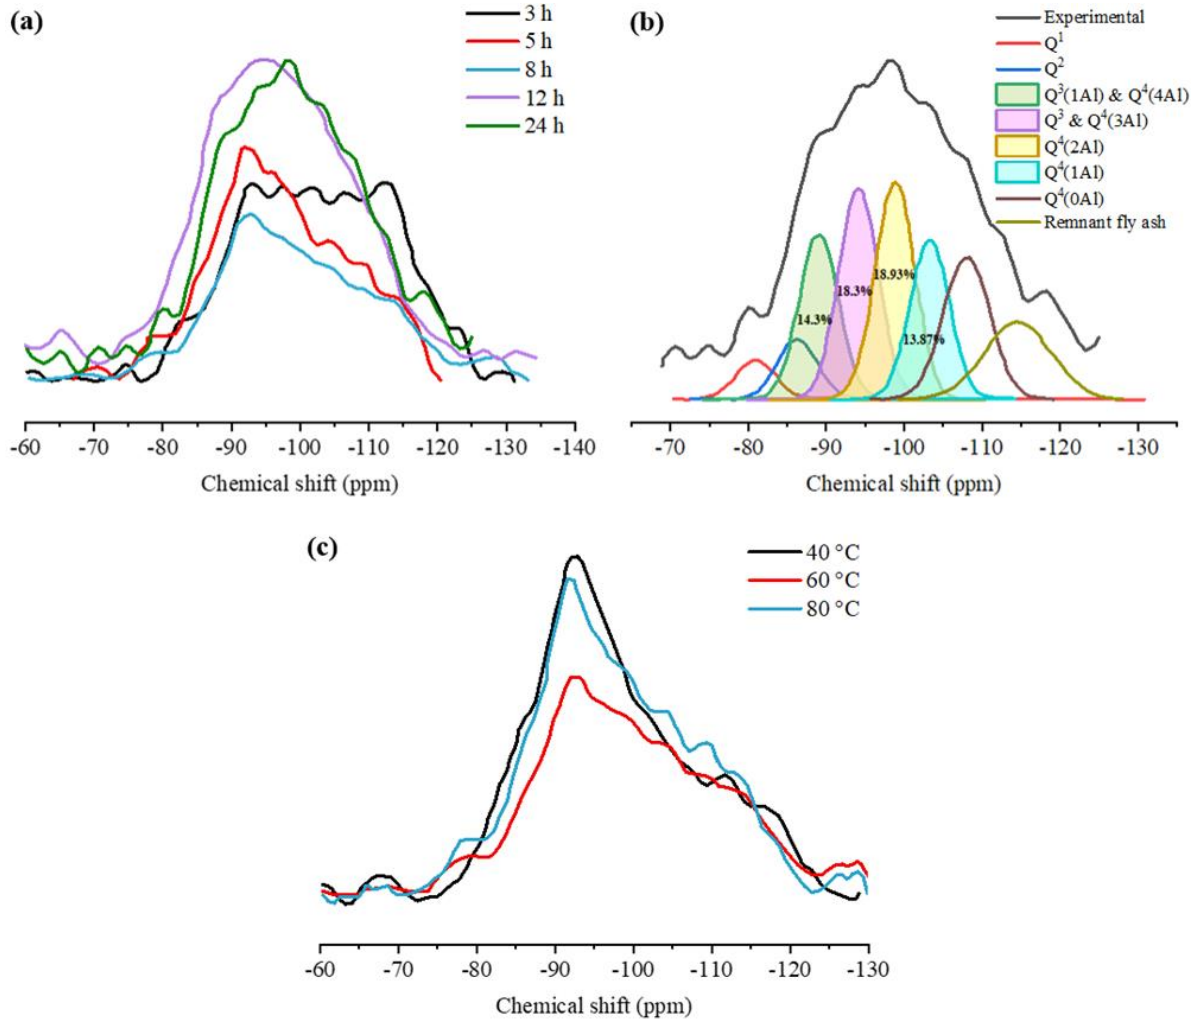 (a)
3 h
5 h
8 h
12 h
24 h
-60 -70 -80 -90 -100 -110 -120 -130 -140
Chemical shift (ppm)
(b)
Experimental
Q¹
Q²
Q³(1Al) & Q⁴(4Al)
Q³ & Q⁴(3Al)
Q⁴(2Al)
Q⁴(1Al)
Q⁴(0Al)
Remnant fly ash
18.93%
18.3%
14.3%
13.87%
-70 -80 -90 -100 -110 -120 -130
Chemical shift (ppm)
(c)
40 °C
60 °C
80 °C
-60 -70 -80 -90 -100 -110 -120 -130
Chemical shift (ppm)